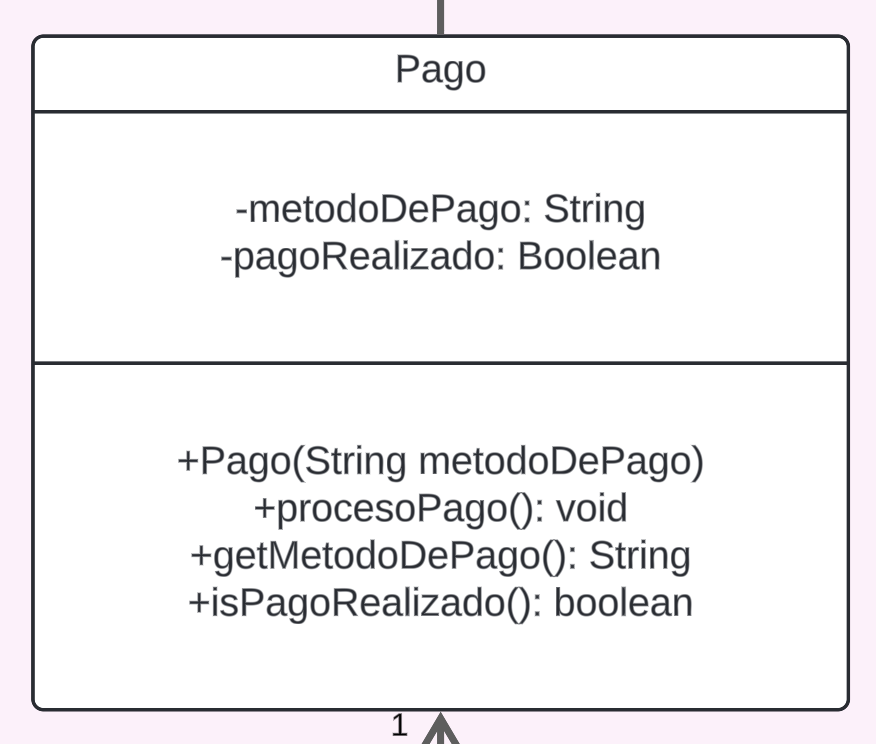 Pago
-metodoDePago: String
-pagoRealizado: Boolean
+Pago(String metodoDePago)
+procesoPago(): void
+getMetodoDePago(): String
+isPagoRealizado(): boolean
1